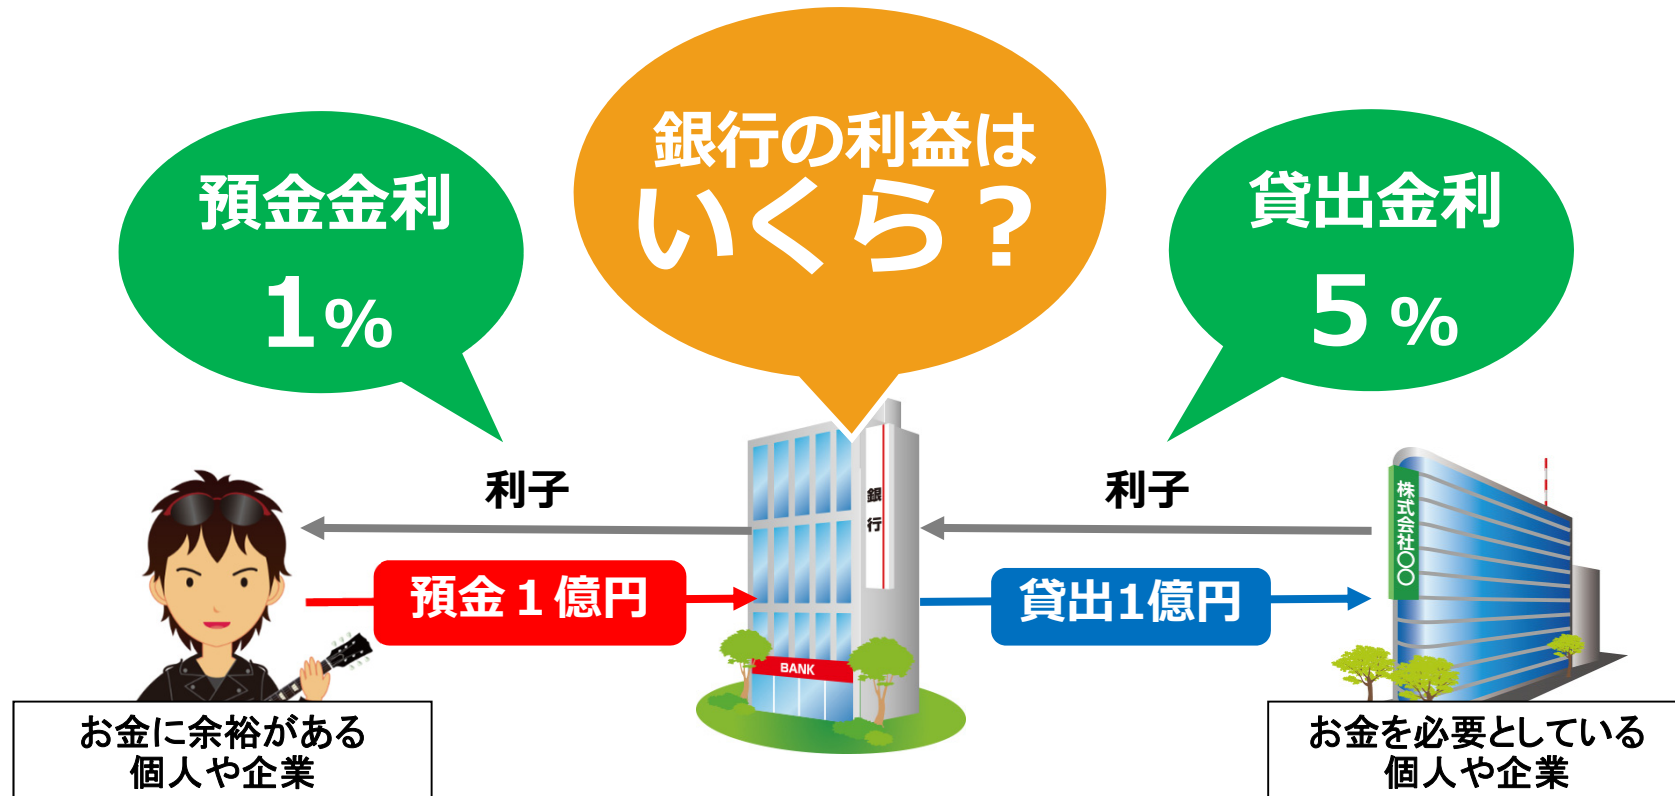 銀行の利益は
いくら？
預金金利
1%
貸出金利
5%
利子
利子
銀行
株式会社〇〇
預金１億円
貸出1億円
BANK
お金に余裕がある
個人や企業
お金を必要としている
個人や企業